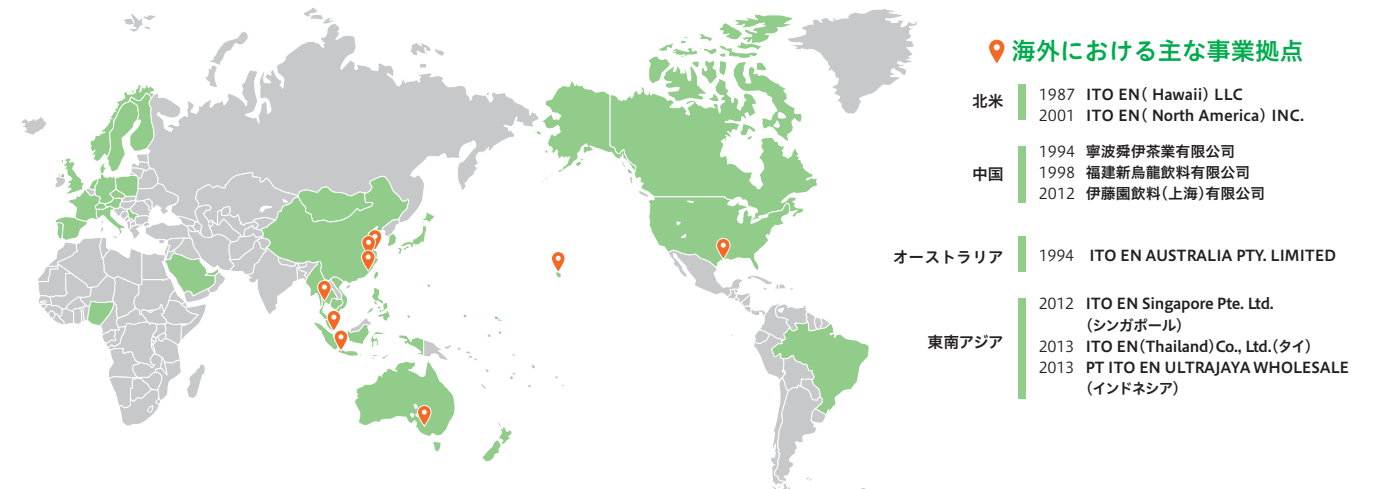 海外における主な事業拠点
北米
1987 ITO EN( Hawaii) LLC
2001 ITO EN( North America) INC.
中国
1994 寧波舜伊茶業有限公司
1998 福建新烏龍飲料有限公司
2012 伊藤園飲料(上海)有限公司
オーストラリア
1994 ITO EN AUSTRALIA PTY. LIMITED
東南アジア
2012 ITO EN Singapore Pte. Ltd.
(シンガポール)
2013 ITO EN(Thailand)Co., Ltd.(タイ)
2013 PT ITO EN ULTRAJAYA WHOLESALE
(インドネシア)